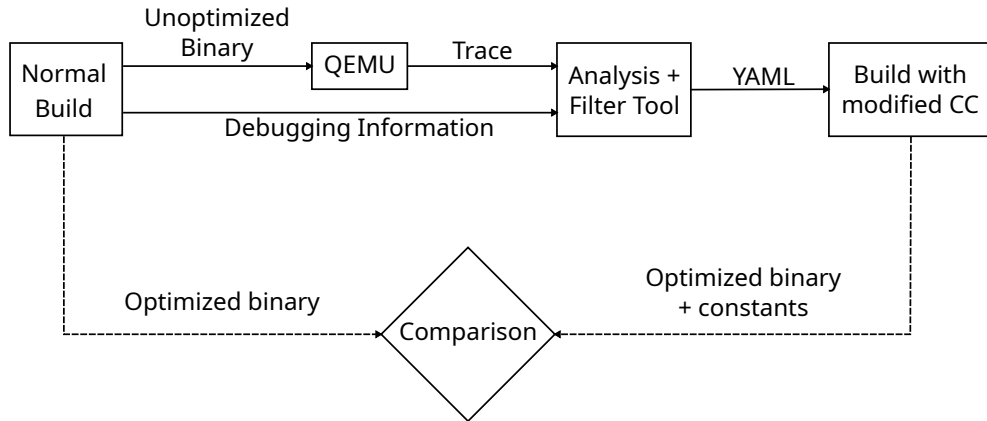 Unoptimized
Binary
Normal
Build
QEMU
Trace
Analysis +
Filter Tool
YAML
Build with
modified CC
Debugging Information
Optimized binary
Optimized binary
+ constants
Comparison